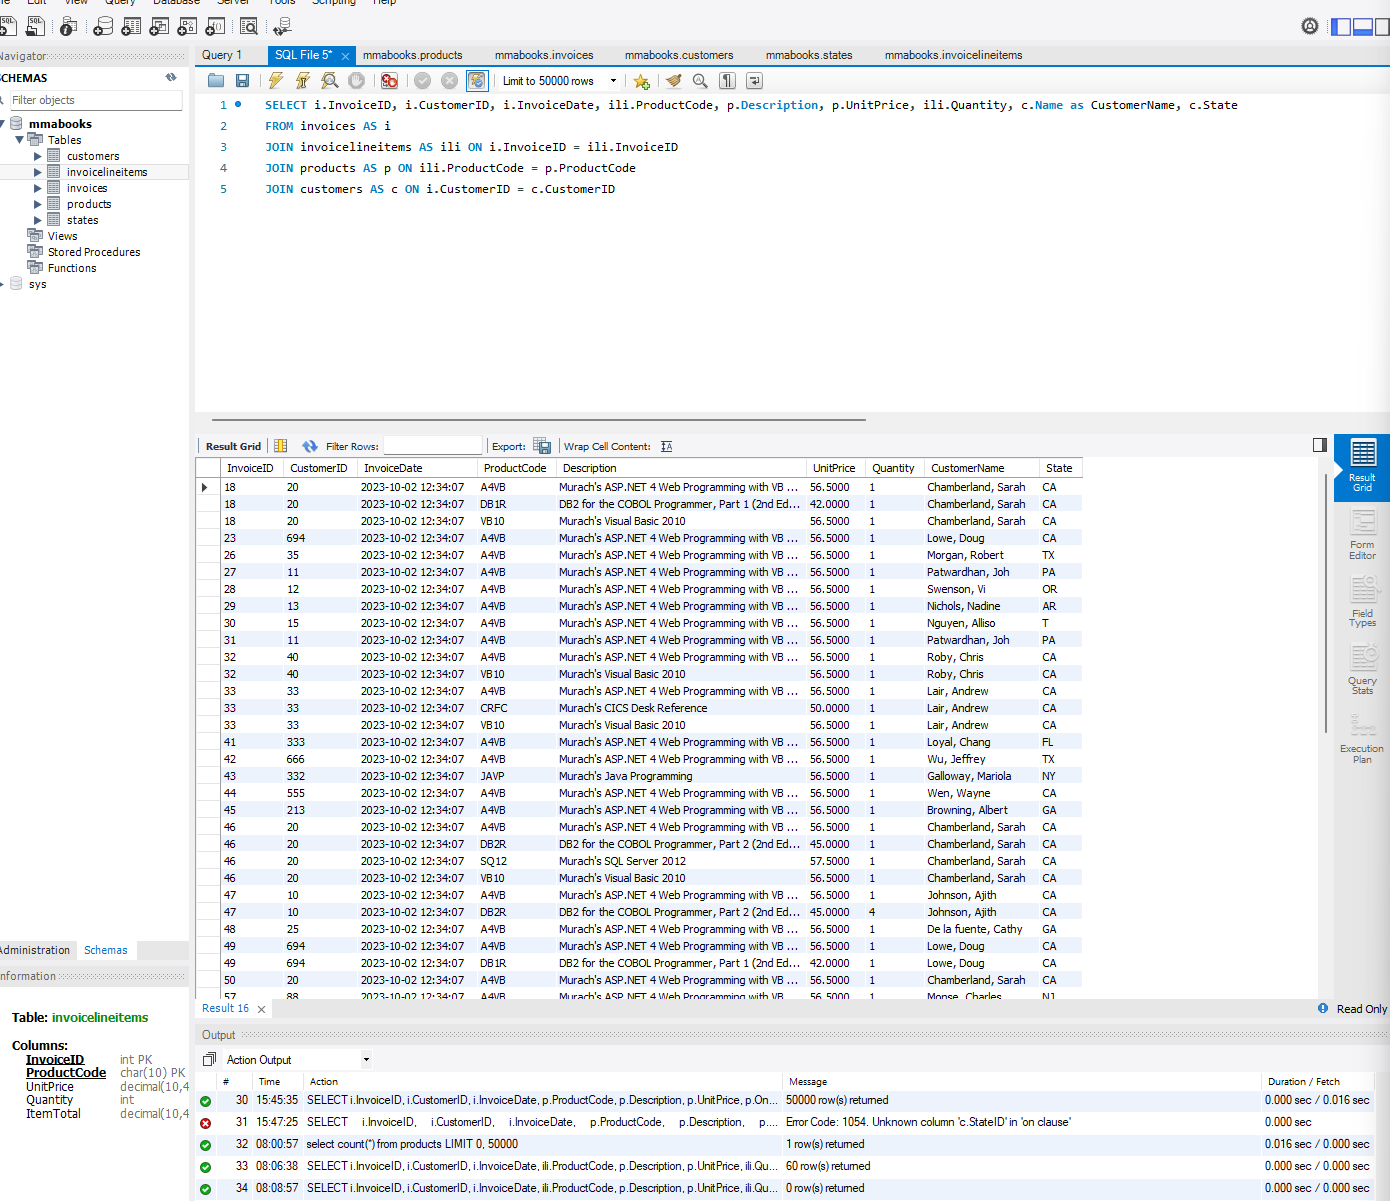 Edit View Query Database Server Tools Scripting Help
Navigator
Query 1 SQL File 5* mmabooks.products mmabooks.invoices mmabooks.customers mmabooks.states mmabooks.invoicelineitems
SCHEMAS
Filter objects
mmabooks
Tables
customers
invoicelineitems
invoices
products
states
Views
Stored Procedures
Functions
sys
Limit to 50000 rows
1 SELECT i.InvoiceID, i.CustomerID, i.InvoiceDate, ili.ProductCode, p.Description, p.UnitPrice, ili.Quantity, c.Name as CustomerName, c.State
2 FROM invoices AS i
3 JOIN invoicelineitems AS ili ON i.InvoiceID = ili.InvoiceID
4 JOIN products AS p ON ili.ProductCode = p.ProductCode
5 JOIN customers AS c ON i.CustomerID = c.CustomerID
Result Grid Filter Rows: Export: Wrap Cell Content:
InvoiceID CustomerID InvoiceDate ProductCode Description UnitPrice Quantity CustomerName State
18 20 2023-10-02 12:34:07 A4VB Murach's ASP.NET 4 Web Programming with VB ... 56.5000 1 Chamberland, Sarah CA
18 20 2023-10-02 12:34:07 DB1R DB2 for the COBOL Programmer, Part 1 (2nd Ed... 42.0000 1 Chamberland, Sarah CA
18 20 2023-10-02 12:34:07 VB10 Murach's Visual Basic 2010 56.5000 1 Chamberland, Sarah CA
23 694 2023-10-02 12:34:07 A4VB Murach's ASP.NET 4 Web Programming with VB ... 56.5000 1 Lowe, Doug CA
26 35 2023-10-02 12:34:07 A4VB Murach's ASP.NET 4 Web Programming with VB ... 56.5000 1 Morgan, Robert TX
27 11 2023-10-02 12:34:07 A4VB Murach's ASP.NET 4 Web Programming with VB ... 56.5000 1 Patwardhan, Joh PA
28 12 2023-10-02 12:34:07 A4VB Murach's ASP.NET 4 Web Programming with VB ... 56.5000 1 Swenson, Vi OR
29 13 2023-10-02 12:34:07 A4VB Murach's ASP.NET 4 Web Programming with VB ... 56.5000 1 Nichols, Nadine AR
30 15 2023-10-02 12:34:07 A4VB Murach's ASP.NET 4 Web Programming with VB ... 56.5000 1 Nguyen, Alliso T
31 11 2023-10-02 12:34:07 A4VB Murach's ASP.NET 4 Web Programming with VB ... 56.5000 1 Patwardhan, Joh PA
32 40 2023-10-02 12:34:07 A4VB Murach's ASP.NET 4 Web Programming with VB ... 56.5000 1 Roby, Chris CA
32 40 2023-10-02 12:34:07 VB10 Murach's Visual Basic 2010 56.5000 1 Roby, Chris CA
33 33 2023-10-02 12:34:07 A4VB Murach's ASP.NET 4 Web Programming with VB ... 56.5000 1 Lair, Andrew CA
33 33 2023-10-02 12:34:07 CRFC Murach's CICS Desk Reference 50.0000 1 Lair, Andrew CA
33 33 2023-10-02 12:34:07 VB10 Murach's Visual Basic 2010 56.5000 1 Lair, Andrew CA
41 333 2023-10-02 12:34:07 A4VB Murach's ASP.NET 4 Web Programming with VB ... 56.5000 1 Loyal, Chang FL
42 666 2023-10-02 12:34:07 A4VB Murach's ASP.NET 4 Web Programming with VB ... 56.5000 1 Wu, Jeffrey TX
43 332 2023-10-02 12:34:07 JAVP Murach's Java Programming 56.5000 1 Galloway, Mariola NY
44 555 2023-10-02 12:34:07 A4VB Murach's ASP.NET 4 Web Programming with VB ... 56.5000 1 Wen, Wayne CA
45 213 2023-10-02 12:34:07 A4VB Murach's ASP.NET 4 Web Programming with VB ... 56.5000 1 Browning, Albert GA
46 20 2023-10-02 12:34:07 A4VB Murach's ASP.NET 4 Web Programming with VB ... 56.5000 1 Chamberland, Sarah CA
46 20 2023-10-02 12:34:07 DB2R DB2 for the COBOL Programmer, Part 2 (2nd Ed... 45.0000 1 Chamberland, Sarah CA
46 20 2023-10-02 12:34:07 SQ12 Murach's SQL Server 2012 57.5000 1 Chamberland, Sarah CA
46 20 2023-10-02 12:34:07 VB10 Murach's Visual Basic 2010 56.5000 1 Chamberland, Sarah CA
47 10 2023-10-02 12:34:07 A4VB Murach's ASP.NET 4 Web Programming with VB ... 56.5000 1 Johnson, Ajith CA
47 10 2023-10-02 12:34:07 DB2R DB2 for the COBOL Programmer, Part 2 (2nd Ed... 45.0000 4 Johnson, Ajith CA
48 25 2023-10-02 12:34:07 A4VB Murach's ASP.NET 4 Web Programming with VB ... 56.5000 1 De la fuente, Cathy GA
49 694 2023-10-02 12:34:07 A4VB Murach's ASP.NET 4 Web Programming with VB ... 56.5000 1 Lowe, Doug CA
49 694 2023-10-02 12:34:07 DB1R DB2 for the COBOL Programmer, Part 1 (2nd Ed... 42.0000 1 Lowe, Doug CA
50 20 2023-10-02 12:34:07 A4VB Murach's ASP.NET 4 Web Programming with VB ... 56.5000 1 Chamberland, Sarah CA
57 88 2023-10-02 12:34:07 A4VB Murach's ASP.NET 4 Web Programming with VB ... 56.5000 1 Monse, Charles NJ
Result
Grid
Form
Editor
Field
Types
Query
Stats
Execution
Plan
Administration Schemas
Information
Table: invoicelineitems
Columns:
InvoiceID int PK
ProductCode char(10) PK
UnitPrice decimal(10,4
Quantity int
ItemTotal decimal(10,4
Result 16 Read Only
Output
Action Output
# Time Action Message Duration / Fetch
30 15:45:35 SELECT i.InvoiceID, i.CustomerID, i.InvoiceDate, p.ProductCode, p.Description, p.UnitPrice, p.On... 50000 row(s) returned 0.000 sec / 0.016 sec
31 15:47:25 SELECT i.InvoiceID, i.CustomerID, i.InvoiceDate, p.ProductCode, p.Description, p.... Error Code: 1054. Unknown column 'c.StateID' in 'on clause' 0.000 sec
32 08:00:57 select count(*) from products LIMIT 0, 50000 1 row(s) returned 0.016 sec / 0.000 sec
33 08:06:38 SELECT i.InvoiceID, i.CustomerID, i.InvoiceDate, ili.ProductCode, p.Description, p.UnitPrice, ili.Qu... 60 row(s) returned 0.000 sec / 0.000 sec
34 08:08:57 SELECT i.InvoiceID, i.CustomerID, i.InvoiceDate, ili.ProductCode, p.Description, p.UnitPrice, ili.Qu... 0 row(s) returned 0.000 sec / 0.000 sec